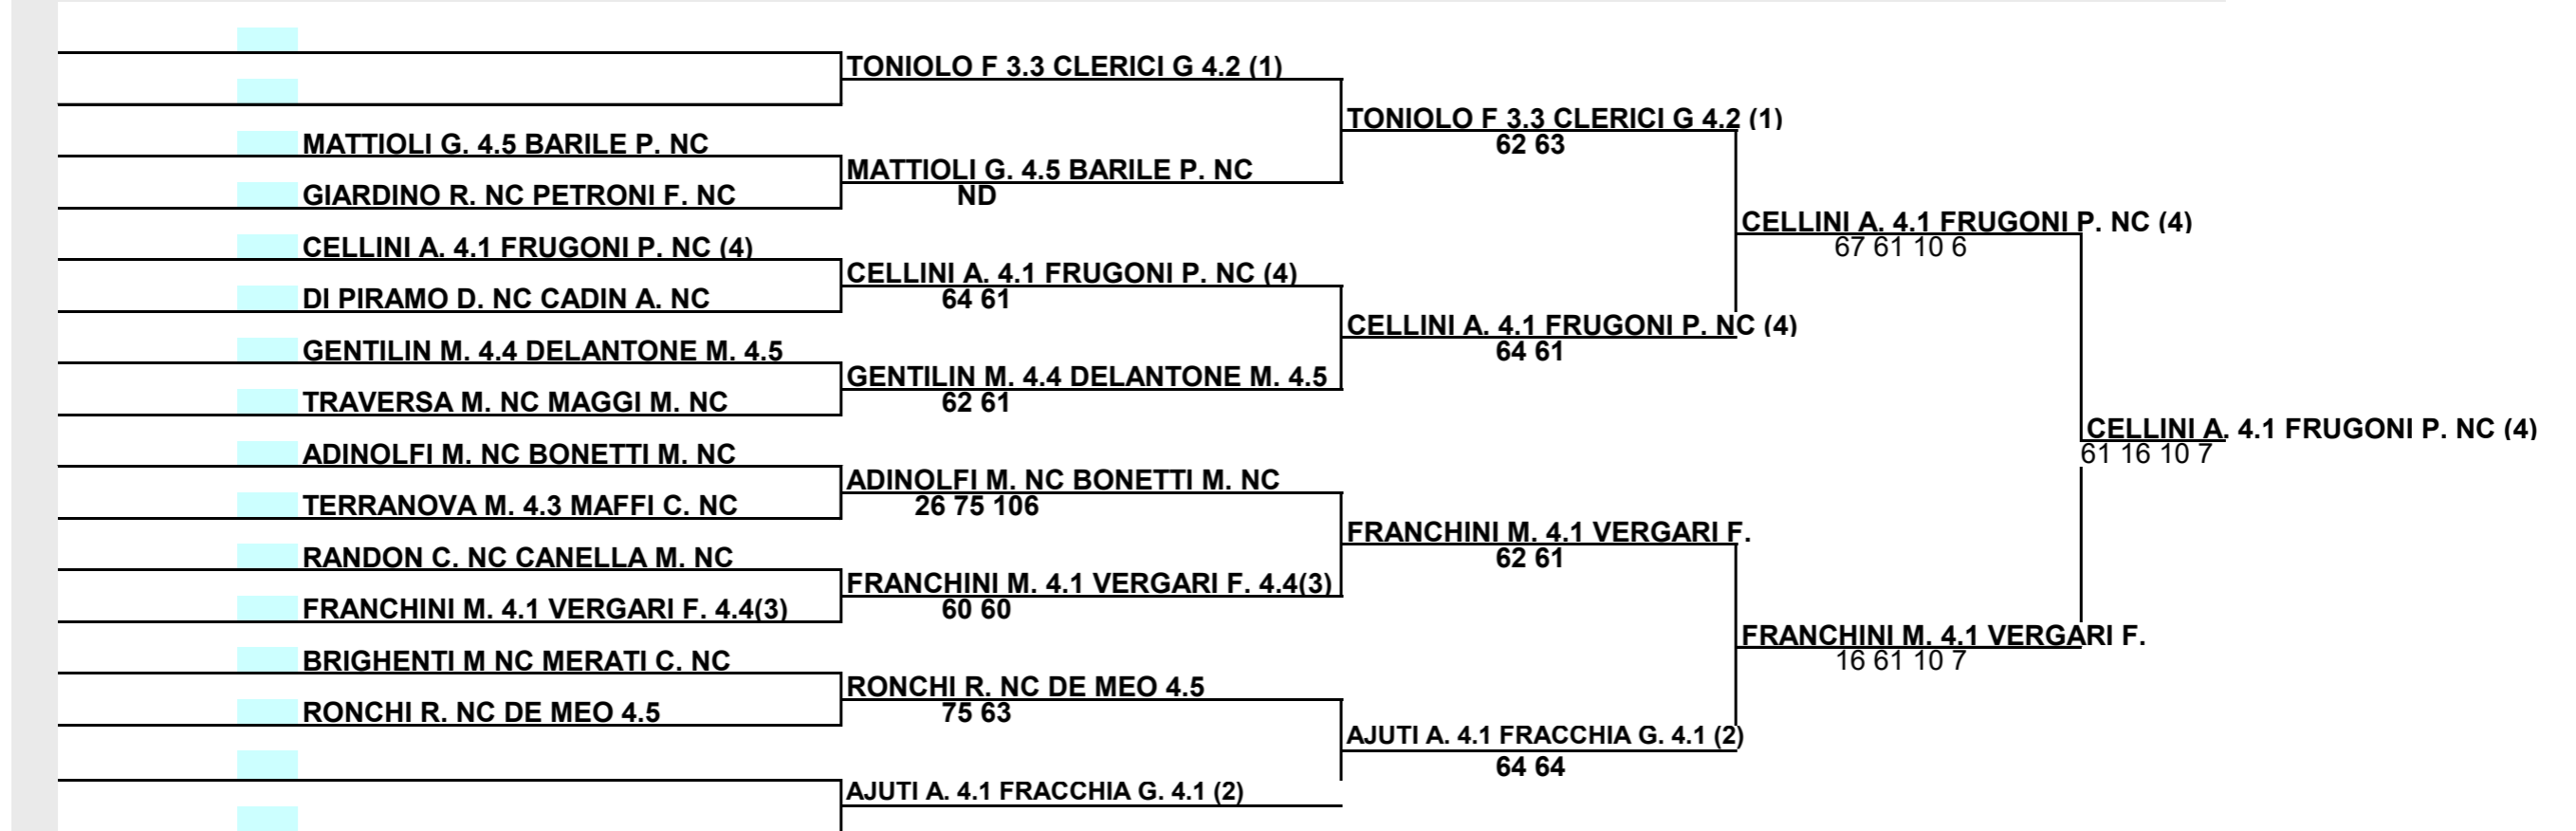 TONIOLO F 3.3 CLERICI G 4.2 (1)
TONIOLO F 3.3 CLERICI G 4.2 (1)
62 63
MATTIOLI G. 4.5 BARILE P. NC
MATTIOLI G. 4.5 BARILE P. NC
ND
GIARDINO R. NC PETRONI F. NC
CELLINI A. 4.1 FRUGONI P. NC (4)
67 61 10 6
CELLINI A. 4.1 FRUGONI P. NC (4)
CELLINI A. 4.1 FRUGONI P. NC (4)
64 61
DI PIRAMO D. NC CADIN A. NC
CELLINI A. 4.1 FRUGONI P. NC (4)
64 61
GENTILIN M. 4.4 DELANTONE M. 4.5
GENTILIN M. 4.4 DELANTONE M. 4.5
62 61
TRAVERSA M. NC MAGGI M. NC
CELLINI A. 4.1 FRUGONI P. NC (4)
61 16 10 7
ADINOLFI M. NC BONETTI M. NC
ADINOLFI M. NC BONETTI M. NC
26 75 106
TERRANOVA M. 4.3 MAFFI C. NC
FRANCHINI M. 4.1 VERGARI F.
62 61
RANDON C. NC CANELLA M. NC
FRANCHINI M. 4.1 VERGARI F. 4.4(3)
60 60
FRANCHINI M. 4.1 VERGARI F. 4.4(3)
FRANCHINI M. 4.1 VERGARI F.
16 61 10 7
BRIGHENTI M NC MERATI C. NC
RONCHI R. NC DE MEO 4.5
75 63
RONCHI R. NC DE MEO 4.5
AJUTI A. 4.1 FRACCHIA G. 4.1 (2)
64 64
AJUTI A. 4.1 FRACCHIA G. 4.1 (2)